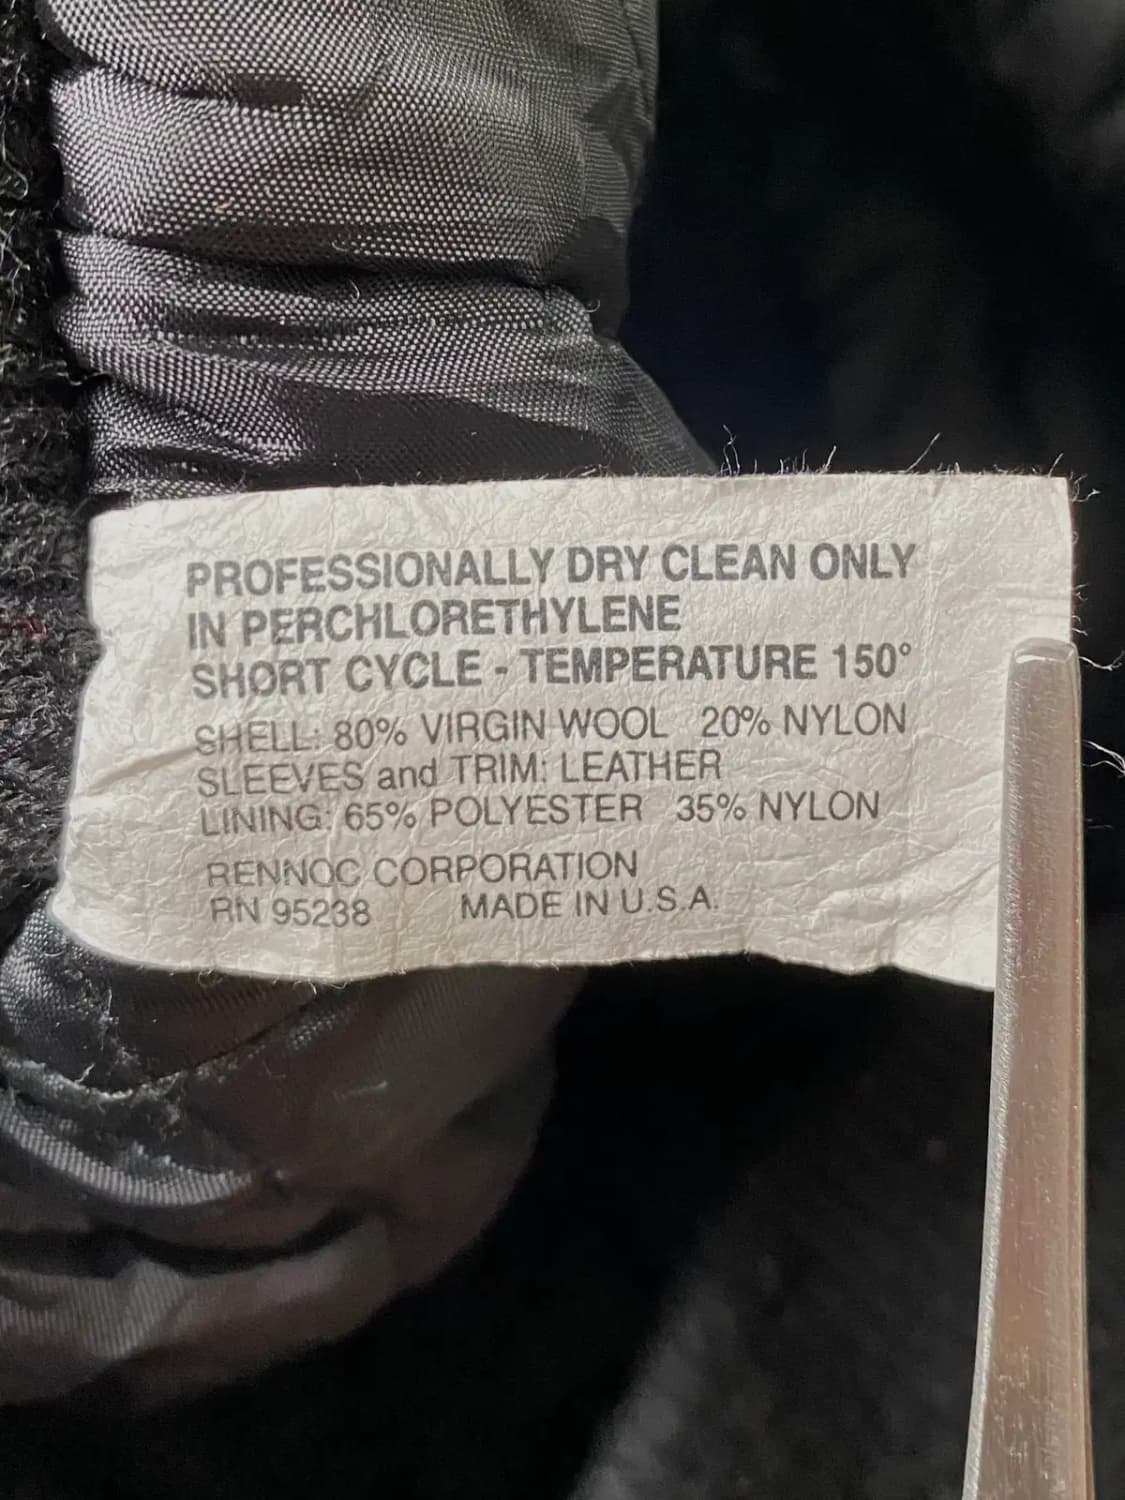 PROFESSIONALLY DRY CLEAN ONLY
IN PERCHLORETHYLENE
SHORT CYCLE - TEMPERATURE 150°
SHELL: 80% VIRGIN WOOL 20% NYLON
SLEEVES and TRIM: LEATHER
LINING: 65% POLYESTER 35% NYLON
RENNOC CORPORATION
RN 95238 MADE IN U.S.A.